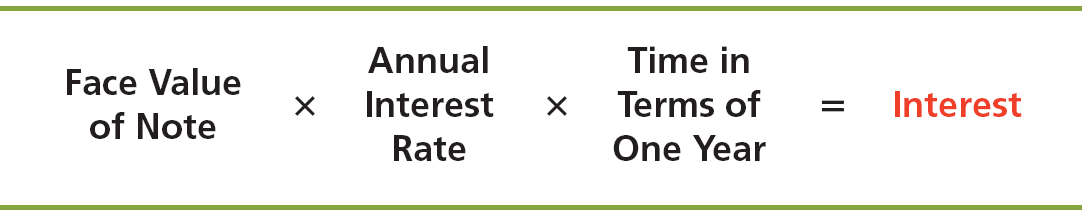 Face Value
of Note
×
Annual
Interest
Rate
×
Time in
Terms of
One Year
=
Interest